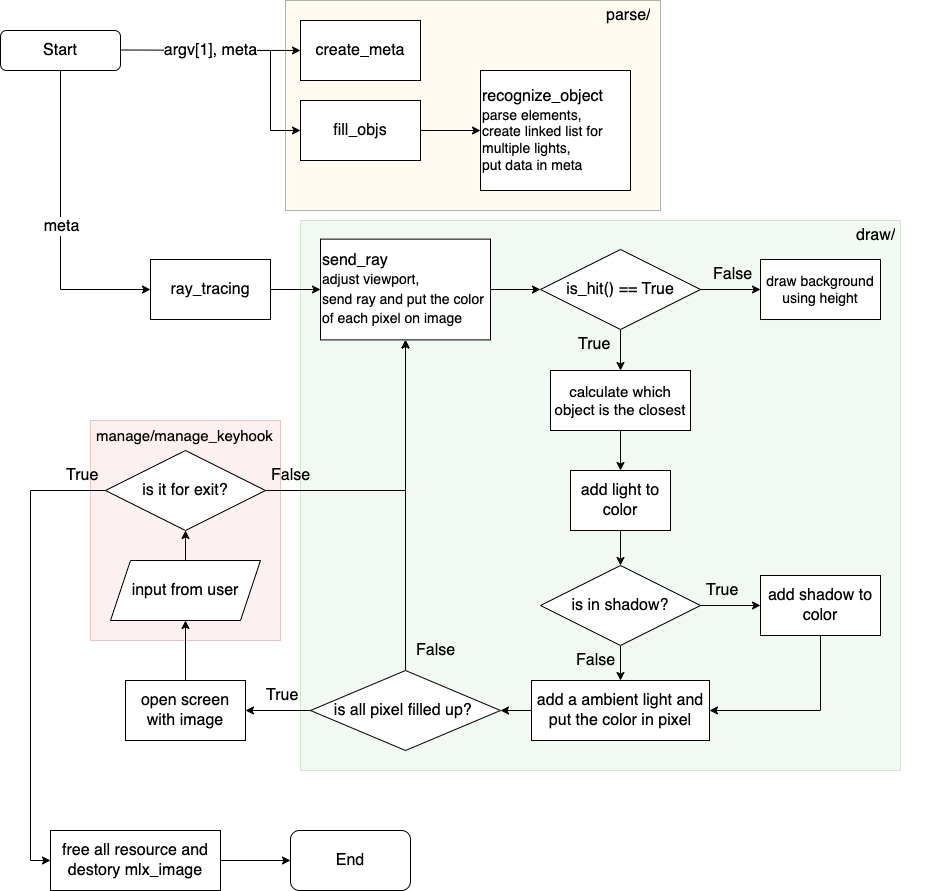 parse/
Start
argv[1], meta
create_meta
fill_objs
recognize_object
parse elements,
create linked list for
multiple lights,
put data in meta
meta
draw/
ray_tracing
send_ray
adjust viewport,
send ray and put the color
of each pixel on image
is_hit() == True
False
draw background
using height
True
calculate which
object is the closest
manage/manage_keyhook
True
is it for exit?
False
add light to
color
input from user
is in shadow?
True
add shadow to
color
False
False
open screen
with image
True
is all pixel filled up?
add a ambient light and
put the color in pixel
free all resource and
destory mlx_image
End